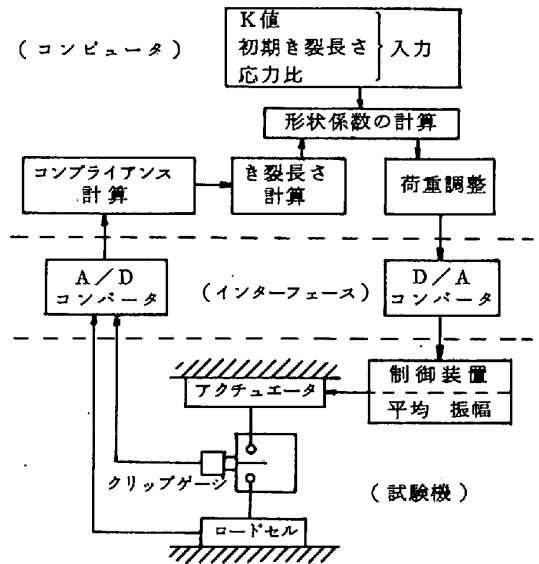 (コンピュータ)
K値
初期き裂長さ
応力比
入力
形状係数の計算
コンプライアンス
計算
き裂長さ
計算
荷重調整
A/D
コンバータ
(インターフェース)
D/A
コンバータ
制御装置
平均 振幅
アクチュエータ
クリップゲージ
(試験機)
ロードセル